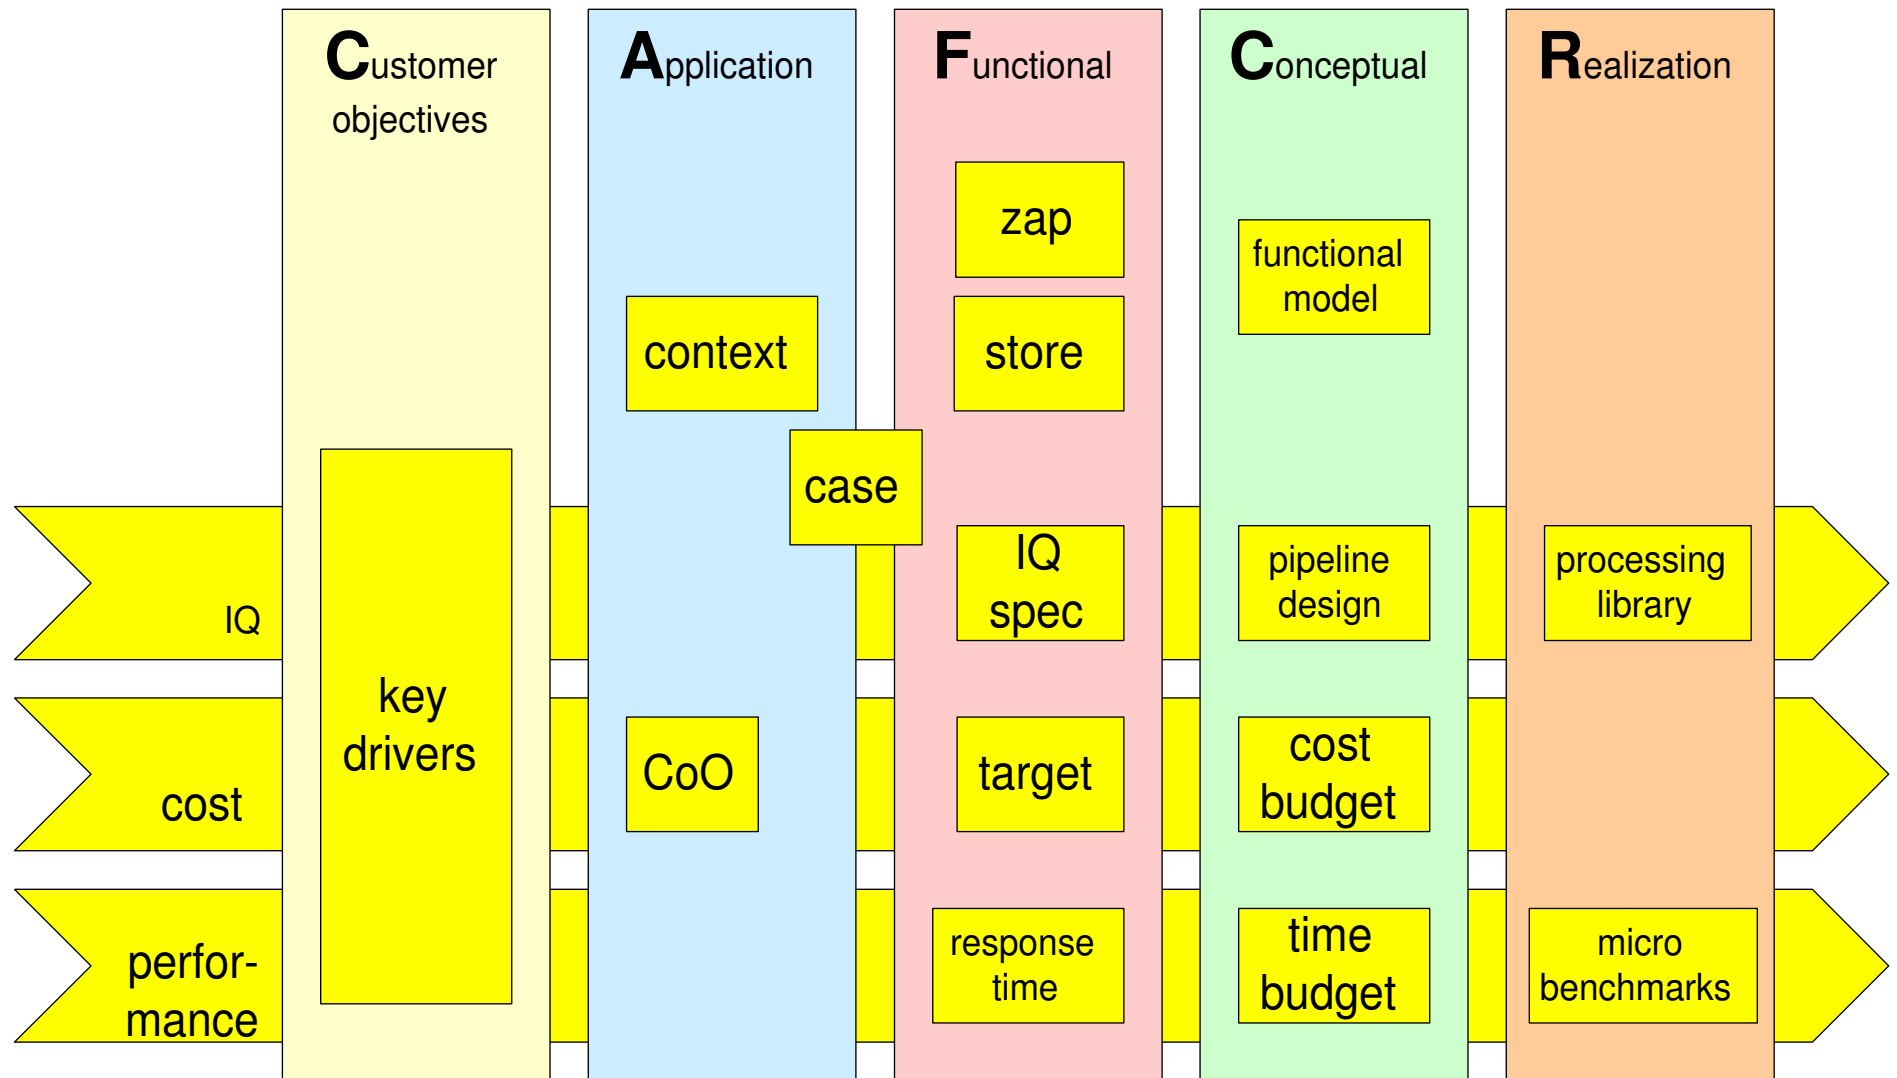 Customer
objectives
Application
Functional
Conceptual
Realization
zap
functional
model
context
store
case
IQ
IQ
spec
pipeline
design
processing
library
key
drivers
cost
CoO
target
cost
budget
perfor-
mance
response
time
time
budget
micro
benchmarks